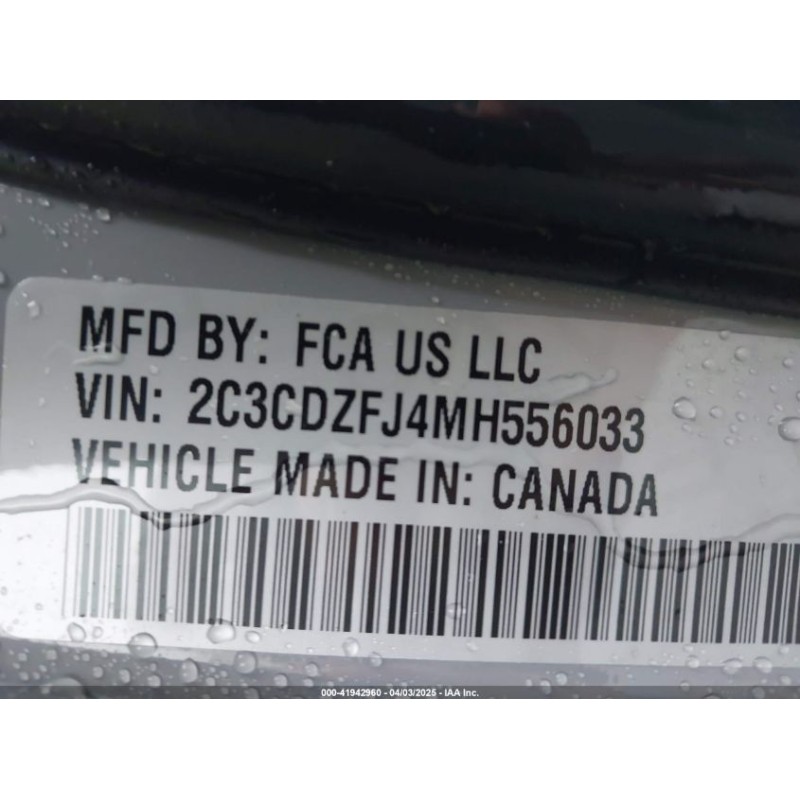 MFD BY: FCA US LLC
VIN: 2C3CDZFJ4MH556033
VEHICLE MADE IN: CANADA
000-41942960 - 04/03/2025 - IAA Inc.